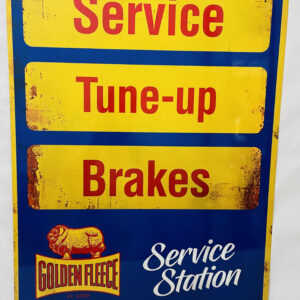 Service
Tune-up
Brakes
GOLDEN FLEECE
Service
Station